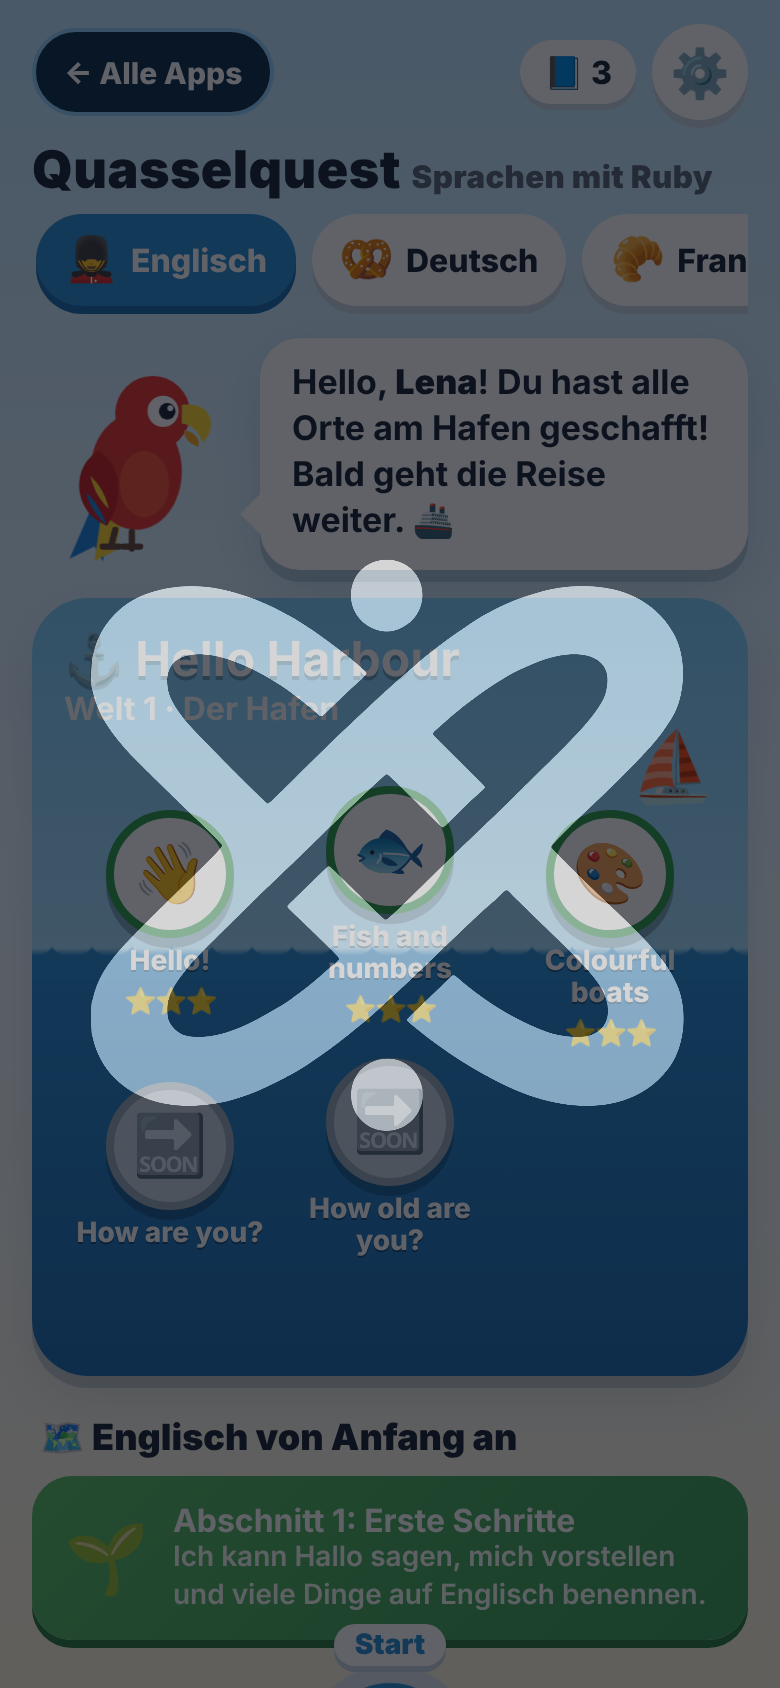 ← Alle Apps
3
Quasselquest Sprachen mit Ruby
Englisch
Deutsch
Fran
Hello, Lena! Du hast alle
Orte am Hafen geschafft!
Bald geht die Reise
weiter.
Hello Harbour
Welt 1 · Der Hafen
Hello!
Fish and
numbers
Colourful
boats
SOON
How are you?
SOON
How old are
you?
Englisch von Anfang an
Abschnitt 1: Erste Schritte
Ich kann Hallo sagen, mich vorstellen
und viele Dinge auf Englisch benennen.
Start